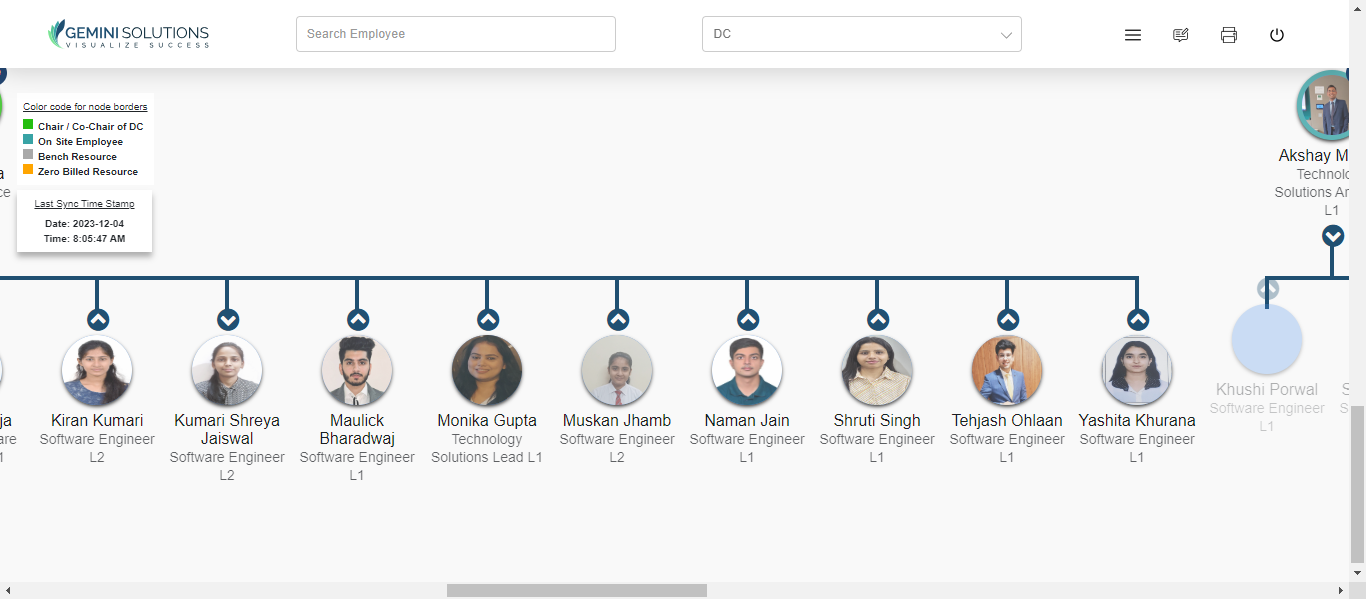 GEMINI SOLUTIONS
VISUALIZE SUCCESS
Search Employee
DC
Color code for node borders
Chair / Co-Chair of DC
On Site Employee
Bench Resource
Zero Billed Resource
Last Sync Time Stamp
Date: 2023-12-04
Time: 8:05:47 AM
a
ce
Akshay M
Technolo
Solutions An
L1
ja
are
1
Kiran Kumari
Software Engineer
L2
Kumari Shreya
Jaiswal
Software Engineer
L2
Maulick
Bharadwaj
Software Engineer
L1
Monika Gupta
Technology
Solutions Lead L1
Muskan Jhamb
Software Engineer
L2
Naman Jain
Software Engineer
L1
Shruti Singh
Software Engineer
L1
Tehjash Ohlaan
Software Engineer
L1
Yashita Khurana
Software Engineer
L1
Khushi Porwal
Software Engineer
L1
S
S